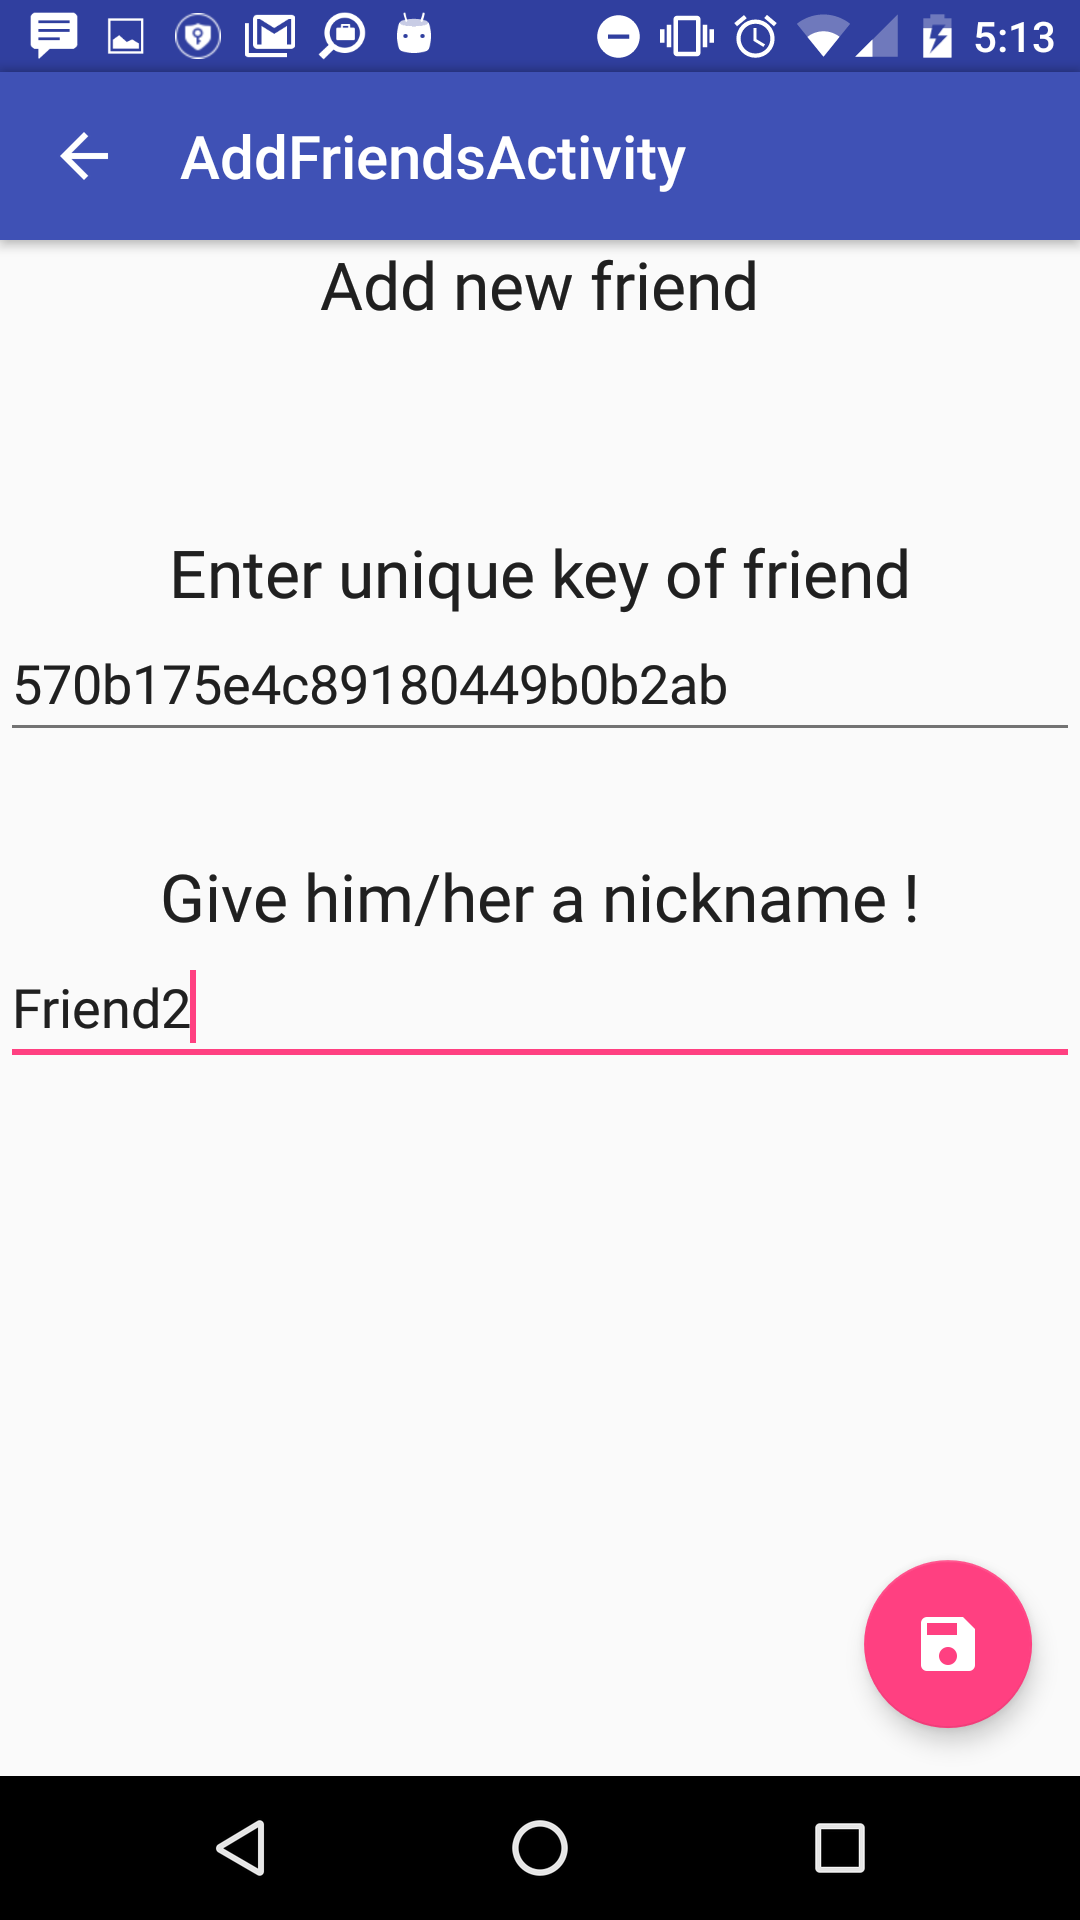 5:13
AddFriendsActivity
Add new friend
Enter unique key of friend
570b175e4c89180449b0b2ab
Give him/her a nickname !
Friend2